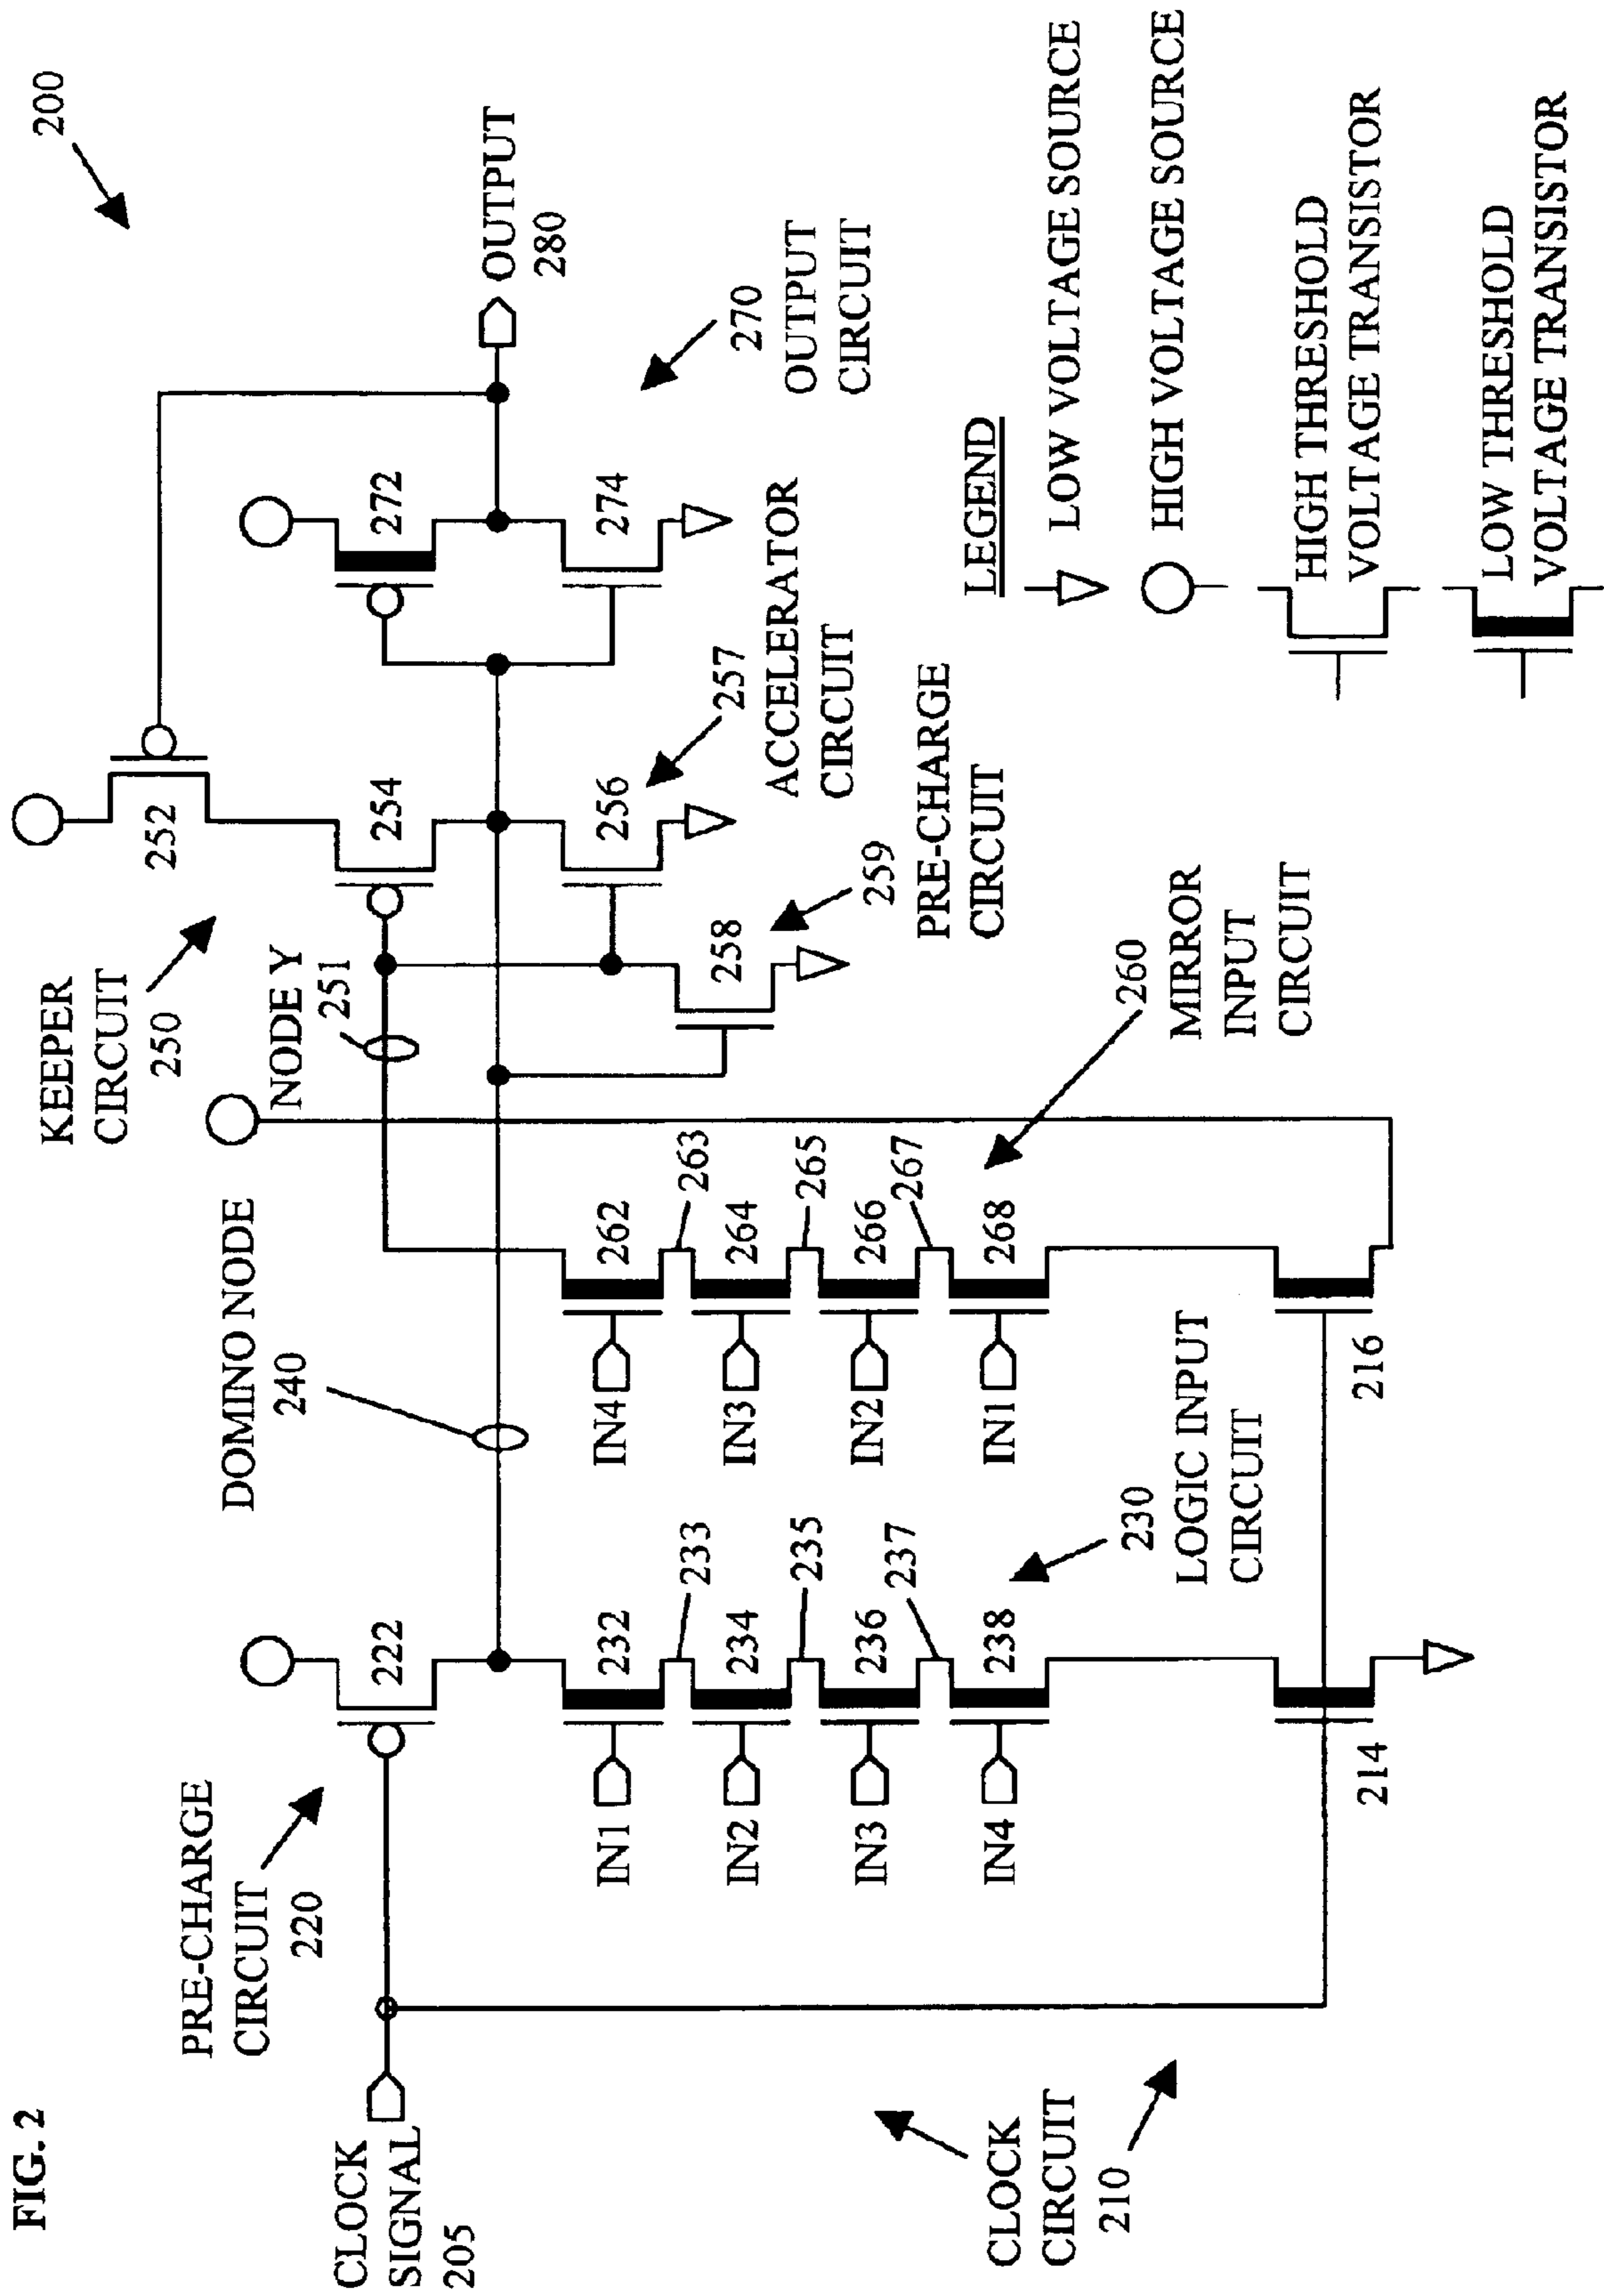 FIG. 2
200
CLOCK
SIGNAL
205
PRE-CHARGE
CIRCUIT
220
222
DOMINO NODE
240
KEEPER
CIRCUIT
250
NODE Y
251
252
254
256
257
ACCELERATOR
CIRCUIT
258
259
PRE-CHARGE
CIRCUIT
272
274
270
OUTPUT
CIRCUIT
OUTPUT
280
IN1
232
233
IN2
234
235
IN3
236
237
IN4
238
230
LOGIC INPUT
CIRCUIT
214
IN4
262
263
IN3
264
265
IN2
266
267
IN1
268
260
MIRROR
INPUT
CIRCUIT
216
CLOCK
CIRCUIT
210
LEGEND
LOW VOLTAGE SOURCE
HIGH VOLTAGE SOURCE
HIGH THRESHOLD
VOLTAGE TRANSISTOR
LOW THRESHOLD
VOLTAGE TRANSISTOR